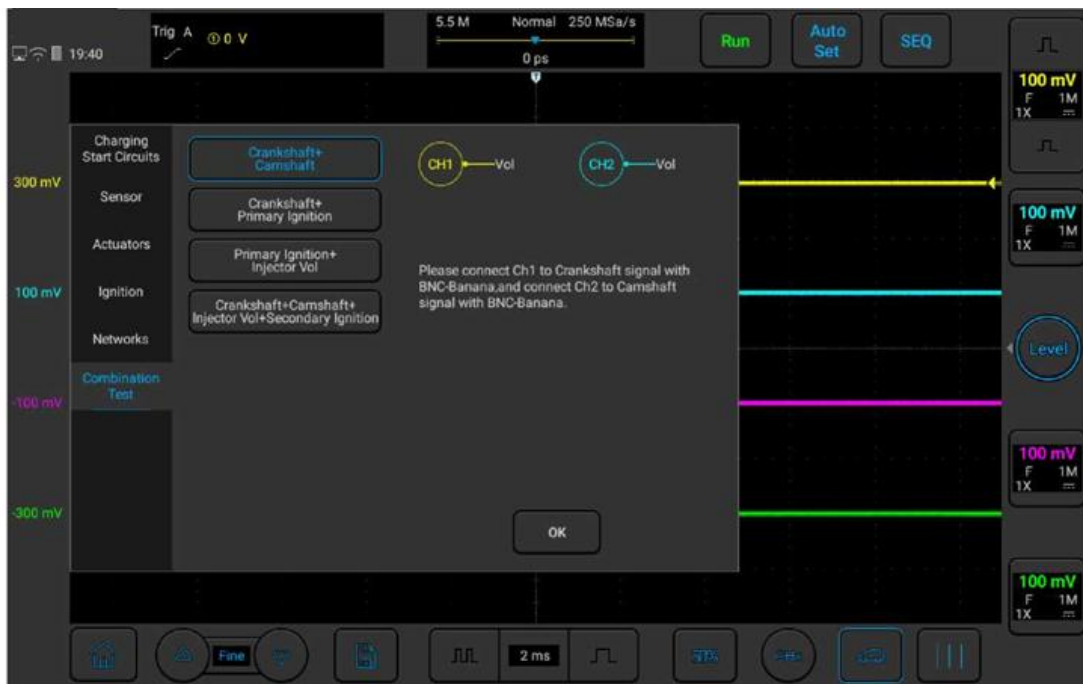 19:40
Trig A ① 0 V
5.5 M Normal 250 MSa/s
0 ps
T
Run
Auto
Set
SEQ
100 mV
F 1M
1X
300 mV
100 mV
-100 mV
-300 mV
Charging
Start Circuits
Sensor
Actuators
Ignition
Networks
Combination
Test
Crankshaft+
Camshaft
Crankshaft+
Primary Ignition
Primary Ignition+
Injector Vol
Crankshaft+Camshaft+
Injector Vol+Secondary Ignition
CH1 Vol
CH2 Vol
Please connect Ch1 to Crankshaft signal with
BNC-Banana,and connect Ch2 to Camshaft
signal with BNC-Banana.
OK
100 mV
F 1M
1X
Level
100 mV
F 1M
1X
100 mV
F 1M
1X
Fine
2 ms